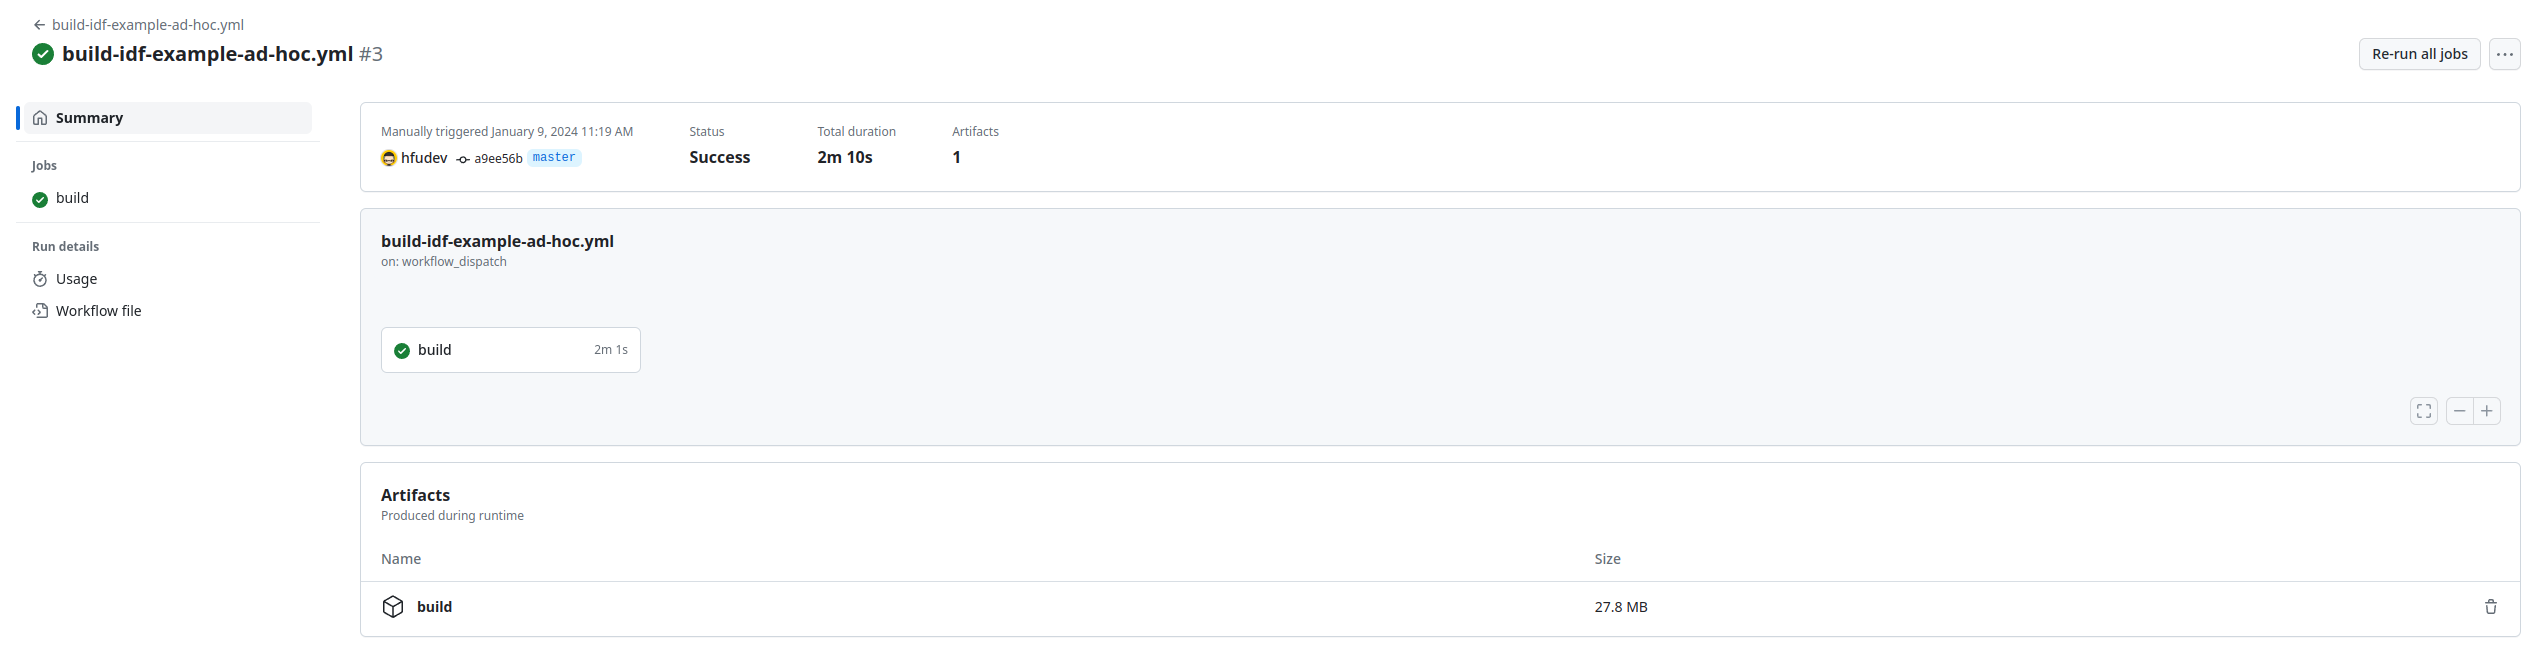 build-idf-example-ad-hoc.yml
build-idf-example-ad-hoc.yml #3
Re-run all jobs
Summary
Jobs
build
Run details
Usage
Workflow file
Manually triggered January 9, 2024 11:19 AM
hfudev a9ee56b master
Status
Success
Total duration
2m 10s
Artifacts
1
build-idf-example-ad-hoc.yml
on: workflow_dispatch
build 2m 1s
Artifacts
Produced during runtime
Name Size
build 27.8 MB